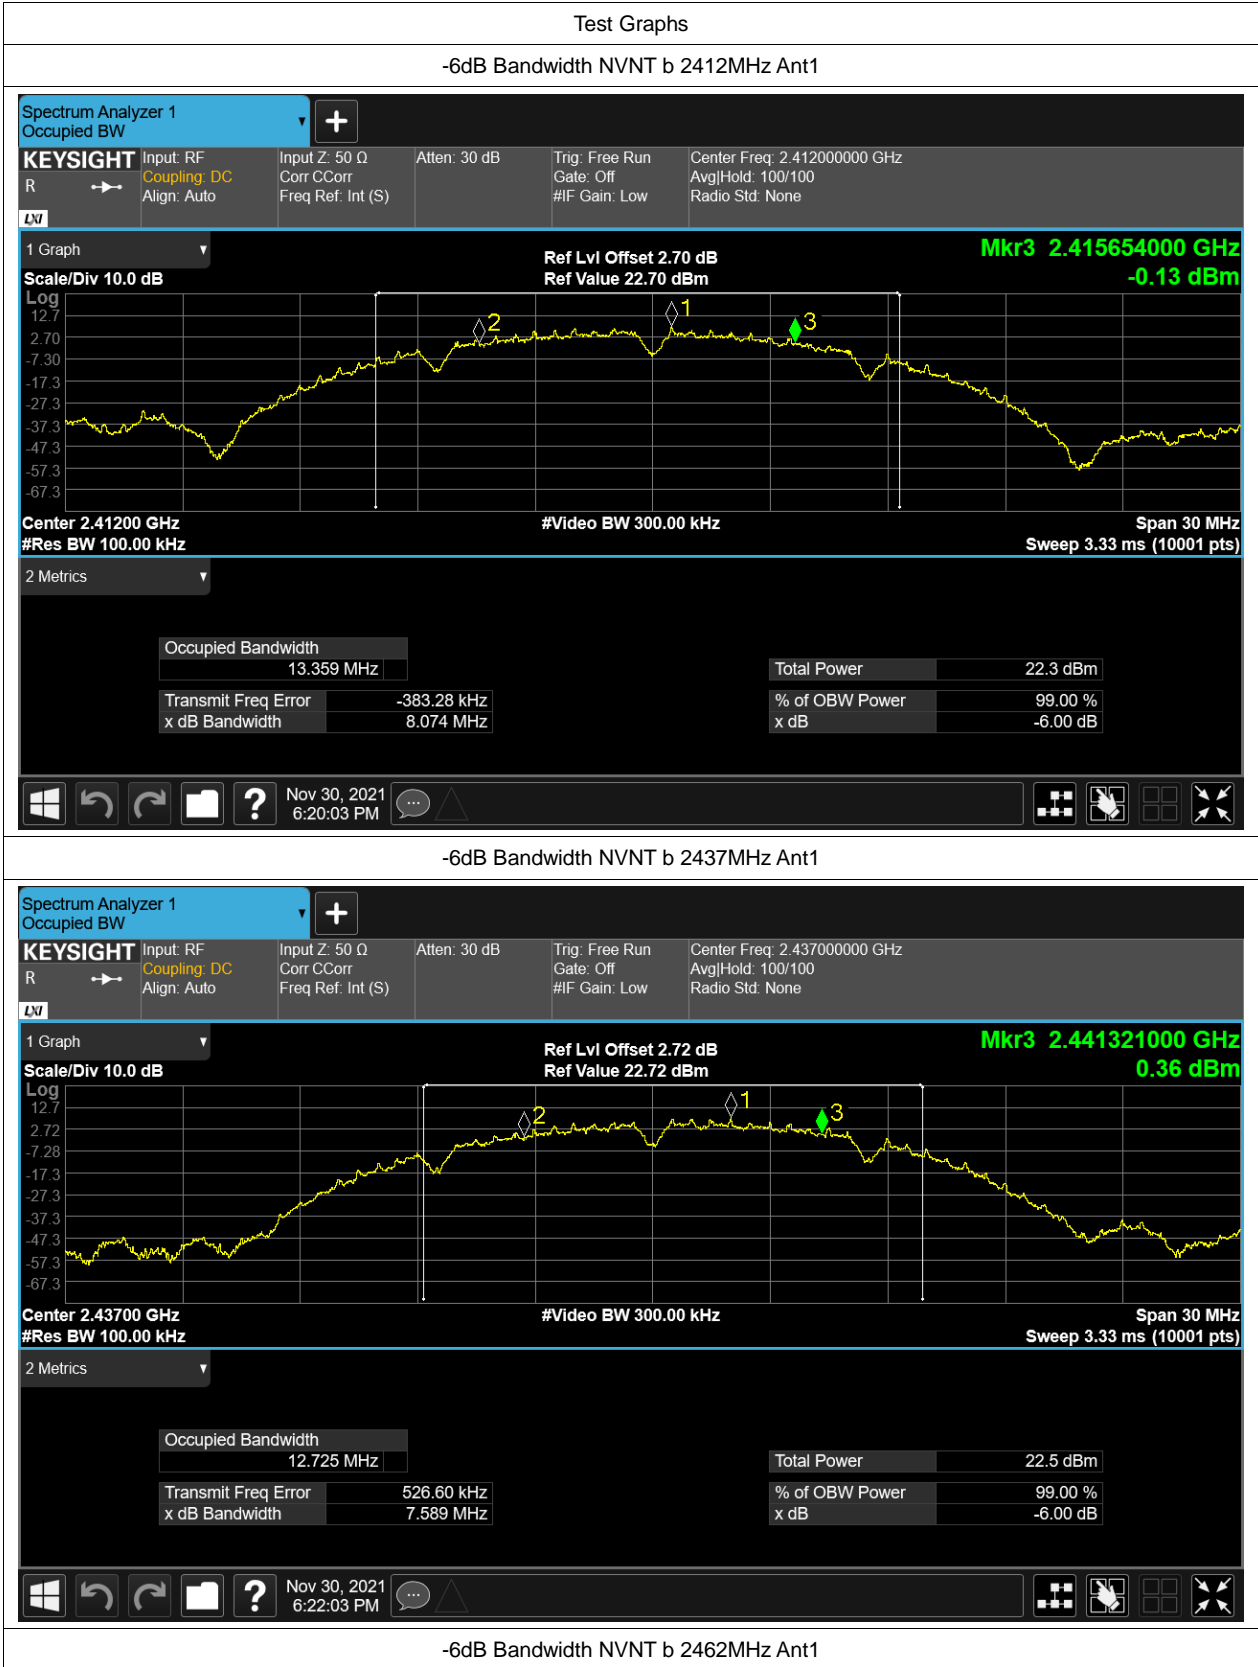 Test Graphs
-6dB Bandwidth NVNT b 2412MHz Ant1
Spectrum Analyzer 1
Occupied BW
KEYSIGHT Input: RF Input Z: 50 Ω Atten: 30 dB Trig: Free Run Center Freq: 2.412000000 GHz
R Coupling: DC Corr CCorr Gate: Off Avg|Hold: 100/100
Align: Auto Freq Ref: Int (S) #IF Gain: Low Radio Std: None
LXI
1 Graph Ref Lvl Offset 2.70 dB Mkr3 2.415654000 GHz
Scale/Div 10.0 dB Ref Value 22.70 dBm -0.13 dBm
Log
12.7
2.70
-7.30
-17.3
-27.3
-37.3
-47.3
-57.3
-67.3
2 1 3
Center 2.41200 GHz #Video BW 300.00 kHz Span 30 MHz
#Res BW 100.00 kHz Sweep 3.33 ms (10001 pts)
2 Metrics
Occupied Bandwidth
13.359 MHz Total Power 22.3 dBm
Transmit Freq Error -383.28 kHz % of OBW Power 99.00 %
x dB Bandwidth 8.074 MHz x dB -6.00 dB
? Nov 30, 2021
6:20:03 PM
-6dB Bandwidth NVNT b 2437MHz Ant1
Spectrum Analyzer 1
Occupied BW
KEYSIGHT Input: RF Input Z: 50 Ω Atten: 30 dB Trig: Free Run Center Freq: 2.437000000 GHz
R Coupling: DC Corr CCorr Gate: Off Avg|Hold: 100/100
Align: Auto Freq Ref: Int (S) #IF Gain: Low Radio Std: None
LXI
1 Graph Ref Lvl Offset 2.72 dB Mkr3 2.441321000 GHz
Scale/Div 10.0 dB Ref Value 22.72 dBm 0.36 dBm
Log
12.7
2.72
-7.28
-17.3
-27.3
-37.3
-47.3
-57.3
-67.3
2 1 3
Center 2.43700 GHz #Video BW 300.00 kHz Span 30 MHz
#Res BW 100.00 kHz Sweep 3.33 ms (10001 pts)
2 Metrics
Occupied Bandwidth
12.725 MHz Total Power 22.5 dBm
Transmit Freq Error 526.60 kHz % of OBW Power 99.00 %
x dB Bandwidth 7.589 MHz x dB -6.00 dB
? Nov 30, 2021
6:22:03 PM
-6dB Bandwidth NVNT b 2462MHz Ant1